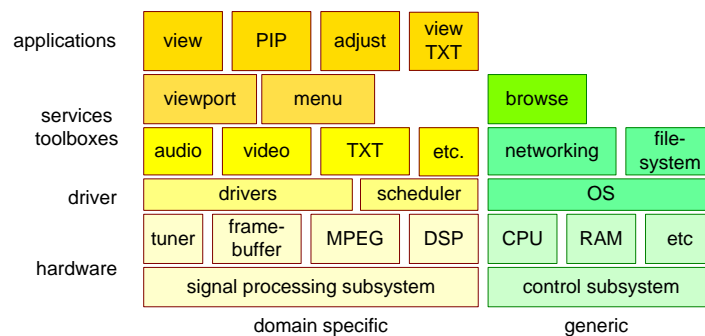 applications
view
PIP
adjust
view
TXT
services
toolboxes
viewport
menu
browse
audio
video
TXT
etc.
networking
file-
system
driver
drivers
scheduler
OS
hardware
tuner
frame-
buffer
MPEG
DSP
CPU
RAM
etc
signal processing subsystem
control subsystem
domain specific
generic